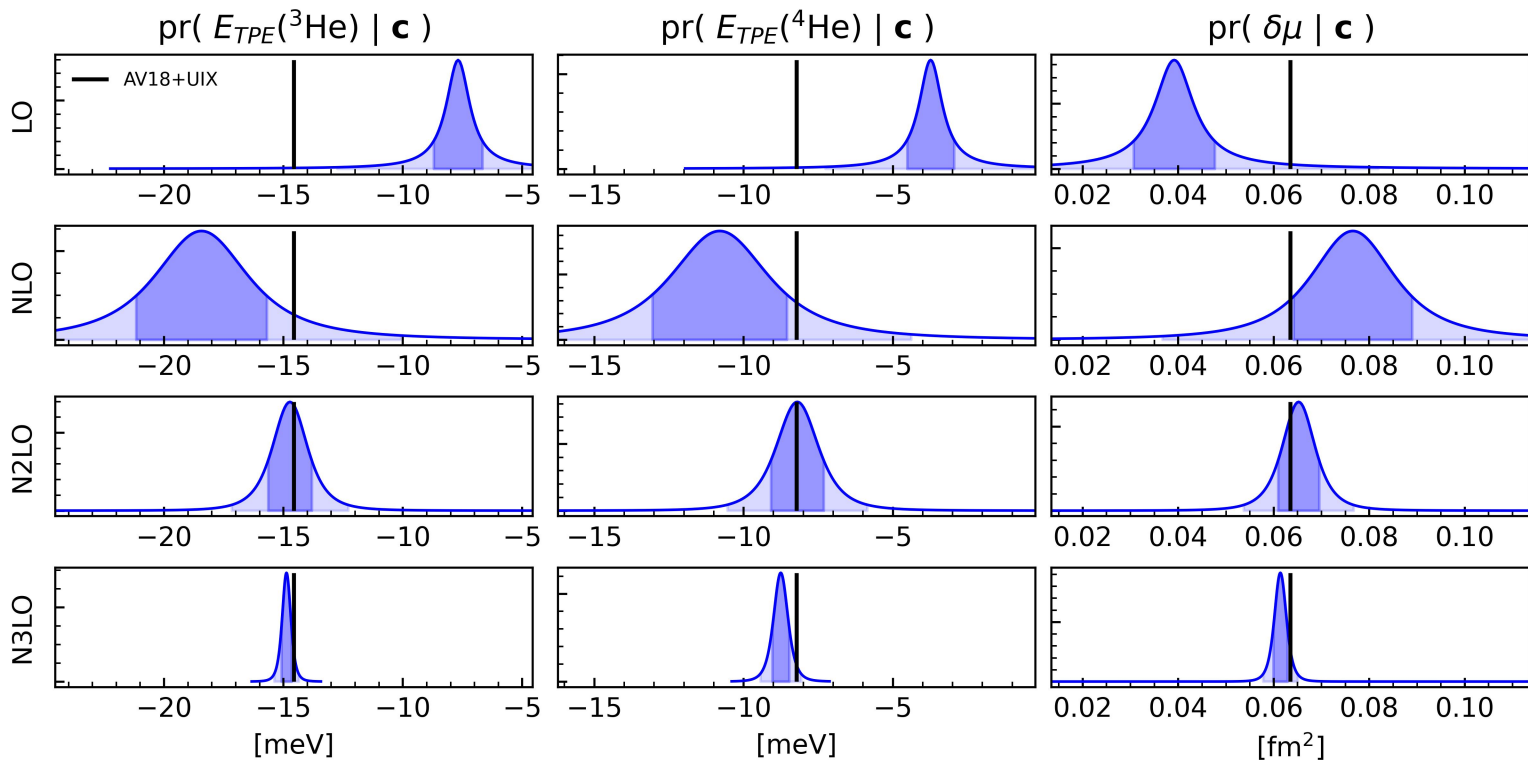 pr( E_TPE(³He) | c ) pr( E_TPE(⁴He) | c ) pr( δμ | c )
LO
AV18+UIX
−20 −15 −10 −5 −15 −10 −5 0.02 0.04 0.06 0.08 0.10
NLO
−20 −15 −10 −5 −15 −10 −5 0.02 0.04 0.06 0.08 0.10
N2LO
−20 −15 −10 −5 −15 −10 −5 0.02 0.04 0.06 0.08 0.10
N3LO
−20 −15 −10 −5 −15 −10 −5 0.02 0.04 0.06 0.08 0.10
[meV] [meV] [fm²]